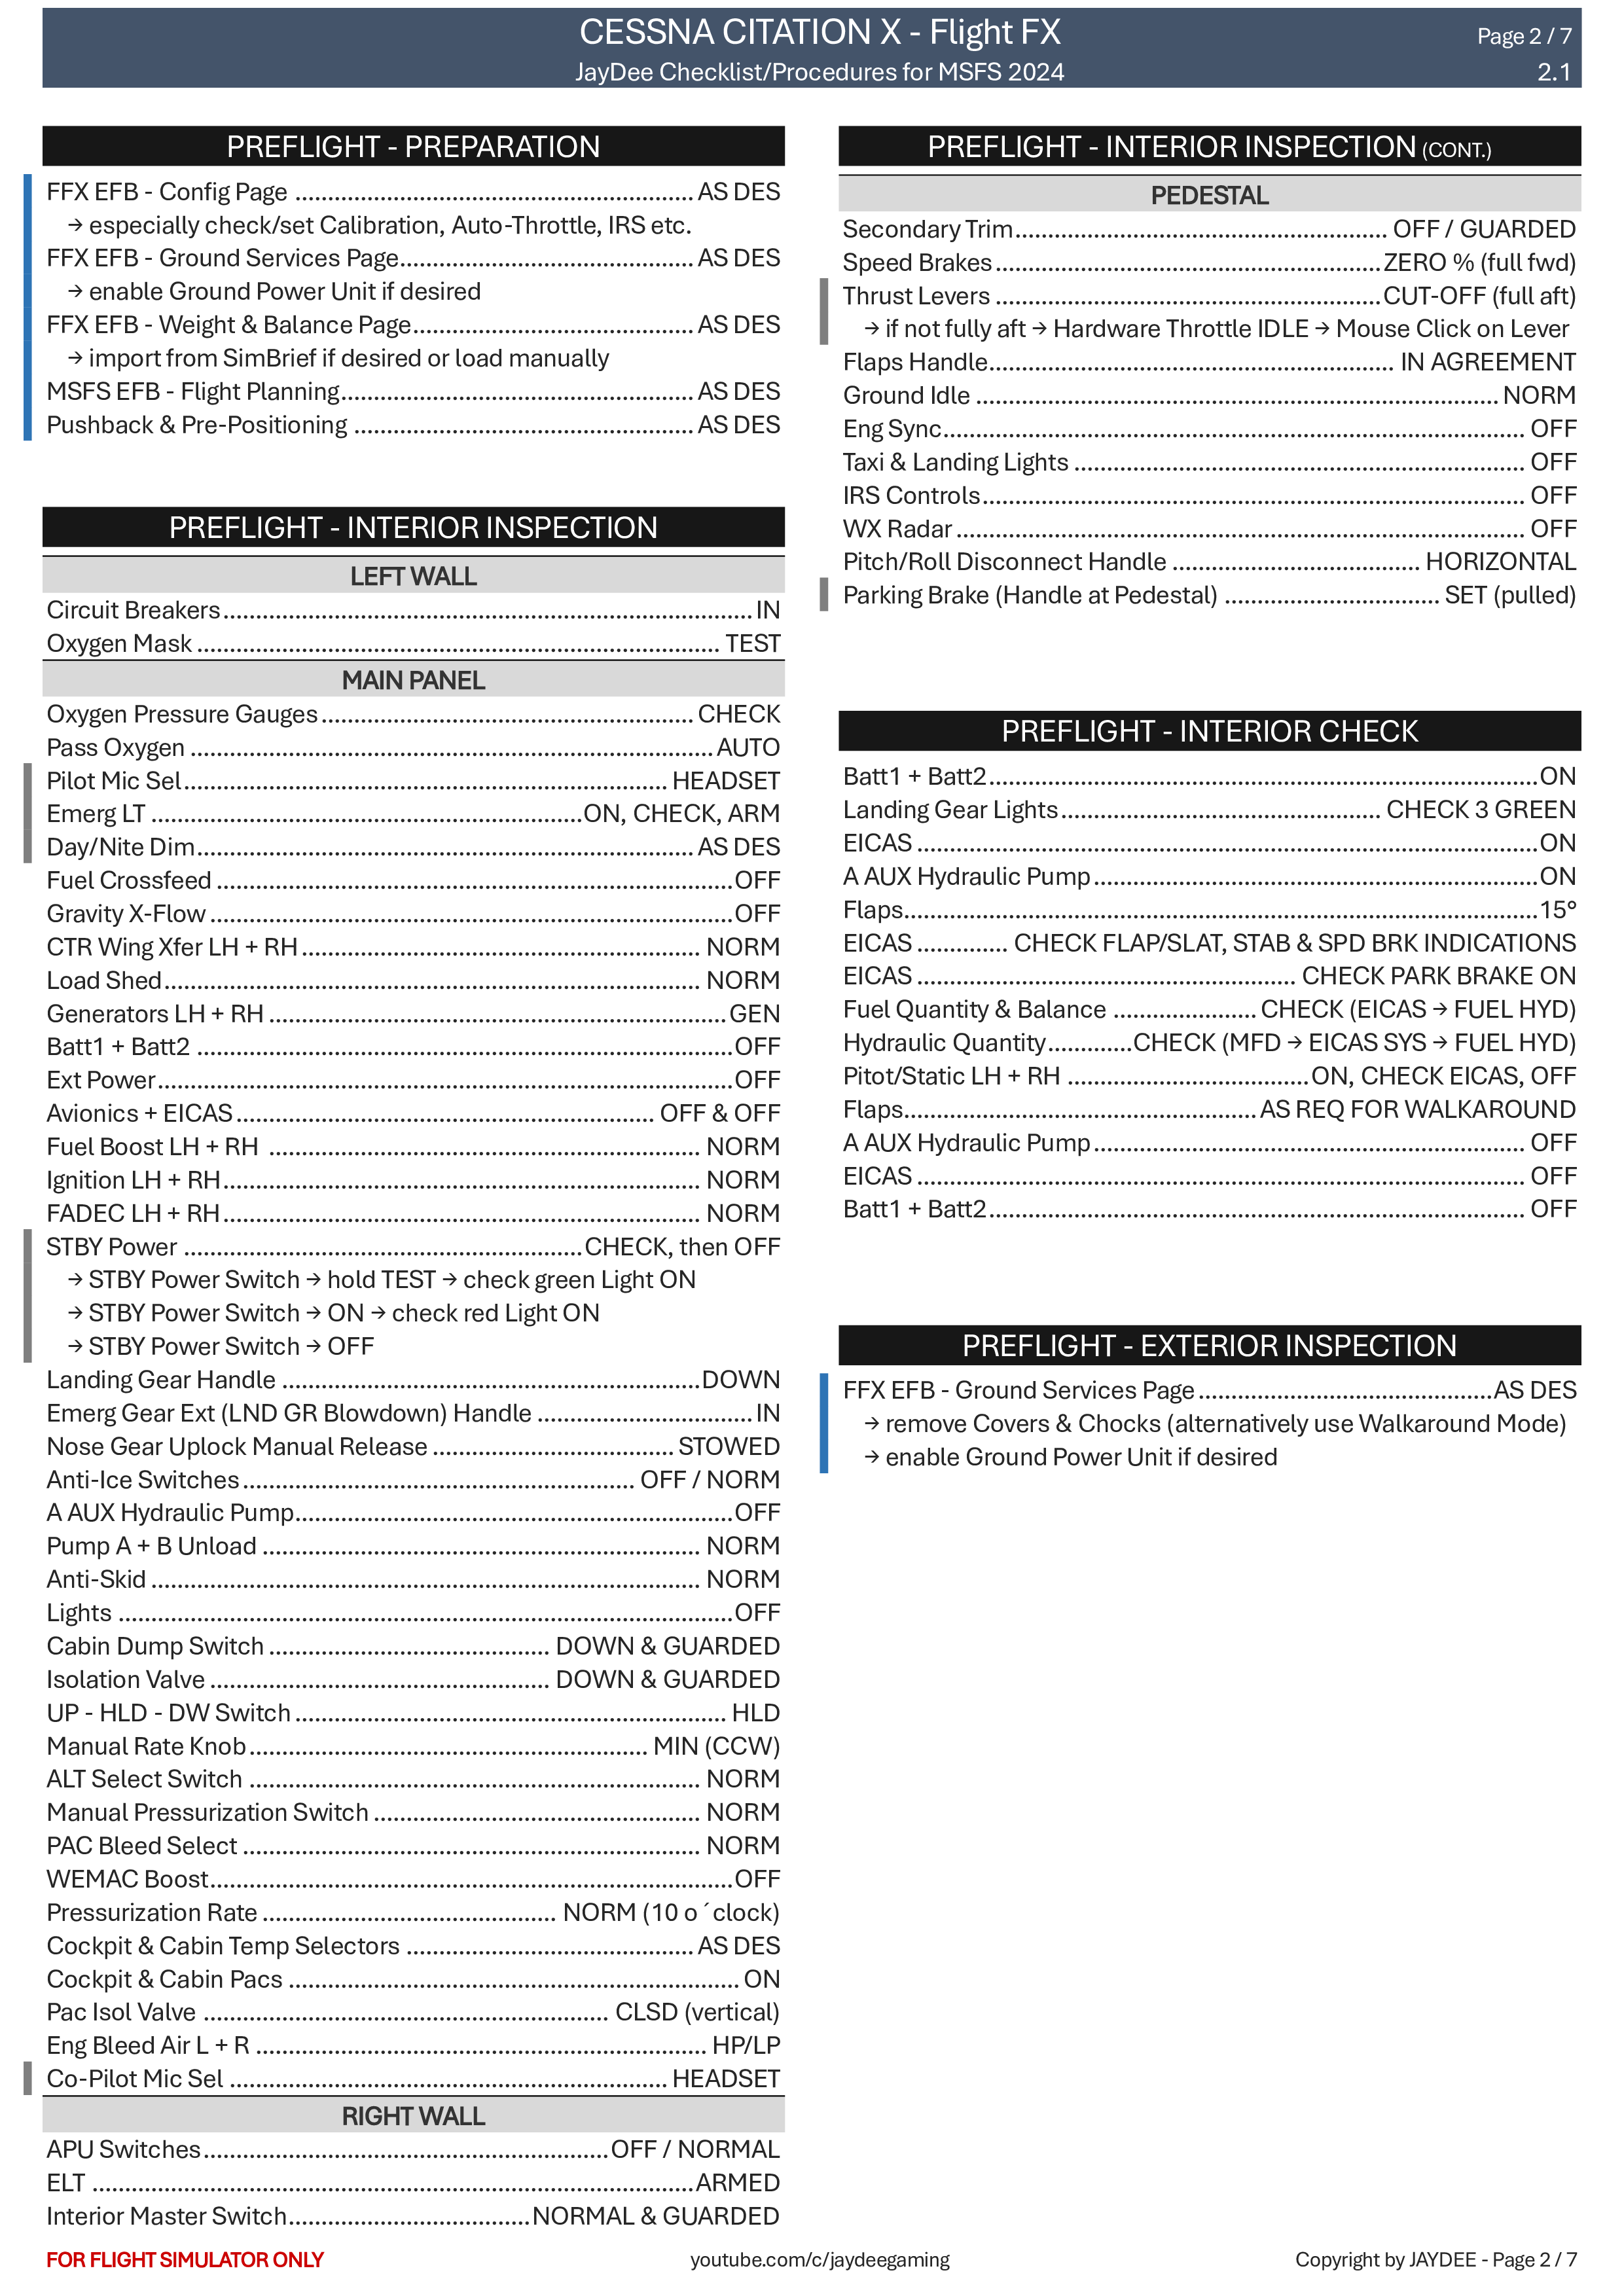 CESSNA CITATION X - Flight FX
Page 2 / 7
JayDee Checklist/Procedures for MSFS 2024
2.1
PREFLIGHT - PREPARATION
FFX EFB - Config Page ........ AS DES
→ especially check/set Calibration, Auto-Throttle, IRS etc.
FFX EFB - Ground Services Page ........ AS DES
→ enable Ground Power Unit if desired
FFX EFB - Weight & Balance Page ........ AS DES
→ import from SimBrief if desired or load manually
MSFS EFB - Flight Planning ........ AS DES
Pushback & Pre-Positioning ........ AS DES
PREFLIGHT - INTERIOR INSPECTION
LEFT WALL
Circuit Breakers ........ IN
Oxygen Mask ........ TEST
MAIN PANEL
Oxygen Pressure Gauges ........ CHECK
Pass Oxygen ........ AUTO
Pilot Mic Sel ........ HEADSET
Emerg LT ........ ON, CHECK, ARM
Day/Nite Dim ........ AS DES
Fuel Crossfeed ........ OFF
Gravity X-Flow ........ OFF
CTR Wing Xfer LH + RH ........ NORM
Load Shed ........ NORM
Generators LH + RH ........ GEN
Batt1 + Batt2 ........ OFF
Ext Power ........ OFF
Avionics + EICAS ........ OFF & OFF
Fuel Boost LH + RH ........ NORM
Ignition LH + RH ........ NORM
FADEC LH + RH ........ NORM
STBY Power ........ CHECK, then OFF
→ STBY Power Switch → hold TEST → check green Light ON
→ STBY Power Switch → ON → check red Light ON
→ STBY Power Switch → OFF
Landing Gear Handle ........ DOWN
Emerg Gear Ext (LND GR Blowdown) Handle ........ IN
Nose Gear Uplock Manual Release ........ STOWED
Anti-Ice Switches ........ OFF / NORM
A AUX Hydraulic Pump ........ OFF
Pump A + B Unload ........ NORM
Anti-Skid ........ NORM
Lights ........ OFF
Cabin Dump Switch ........ DOWN & GUARDED
Isolation Valve ........ DOWN & GUARDED
UP - HLD - DW Switch ........ HLD
Manual Rate Knob ........ MIN (CCW)
ALT Select Switch ........ NORM
Manual Pressurization Switch ........ NORM
PAC Bleed Select ........ NORM
WEMAC Boost ........ OFF
Pressurization Rate ........ NORM (10 o´clock)
Cockpit & Cabin Temp Selectors ........ AS DES
Cockpit & Cabin Pacs ........ ON
Pac Isol Valve ........ CLSD (vertical)
Eng Bleed Air L + R ........ HP/LP
Co-Pilot Mic Sel ........ HEADSET
RIGHT WALL
APU Switches ........ OFF / NORMAL
ELT ........ ARMED
Interior Master Switch ........ NORMAL & GUARDED
PREFLIGHT - INTERIOR INSPECTION (CONT.)
PEDESTAL
Secondary Trim ........ OFF / GUARDED
Speed Brakes ........ ZERO % (full fwd)
Thrust Levers ........ CUT-OFF (full aft)
→ if not fully aft → Hardware Throttle IDLE → Mouse Click on Lever
Flaps Handle ........ IN AGREEMENT
Ground Idle ........ NORM
Eng Sync ........ OFF
Taxi & Landing Lights ........ OFF
IRS Controls ........ OFF
WX Radar ........ OFF
Pitch/Roll Disconnect Handle ........ HORIZONTAL
Parking Brake (Handle at Pedestal) ........ SET (pulled)
PREFLIGHT - INTERIOR CHECK
Batt1 + Batt2 ........ ON
Landing Gear Lights ........ CHECK 3 GREEN
EICAS ........ ON
A AUX Hydraulic Pump ........ ON
Flaps ........ 15°
EICAS ........ CHECK FLAP/SLAT, STAB & SPD BRK INDICATIONS
EICAS ........ CHECK PARK BRAKE ON
Fuel Quantity & Balance ........ CHECK (EICAS → FUEL HYD)
Hydraulic Quantity ........ CHECK (MFD → EICAS SYS → FUEL HYD)
Pitot/Static LH + RH ........ ON, CHECK EICAS, OFF
Flaps ........ AS REQ FOR WALKAROUND
A AUX Hydraulic Pump ........ OFF
EICAS ........ OFF
Batt1 + Batt2 ........ OFF
PREFLIGHT - EXTERIOR INSPECTION
FFX EFB - Ground Services Page ........ AS DES
→ remove Covers & Chocks (alternatively use Walkaround Mode)
→ enable Ground Power Unit if desired
FOR FLIGHT SIMULATOR ONLY
youtube.com/c/jaydeegaming
Copyright by JAYDEE - Page 2 / 7